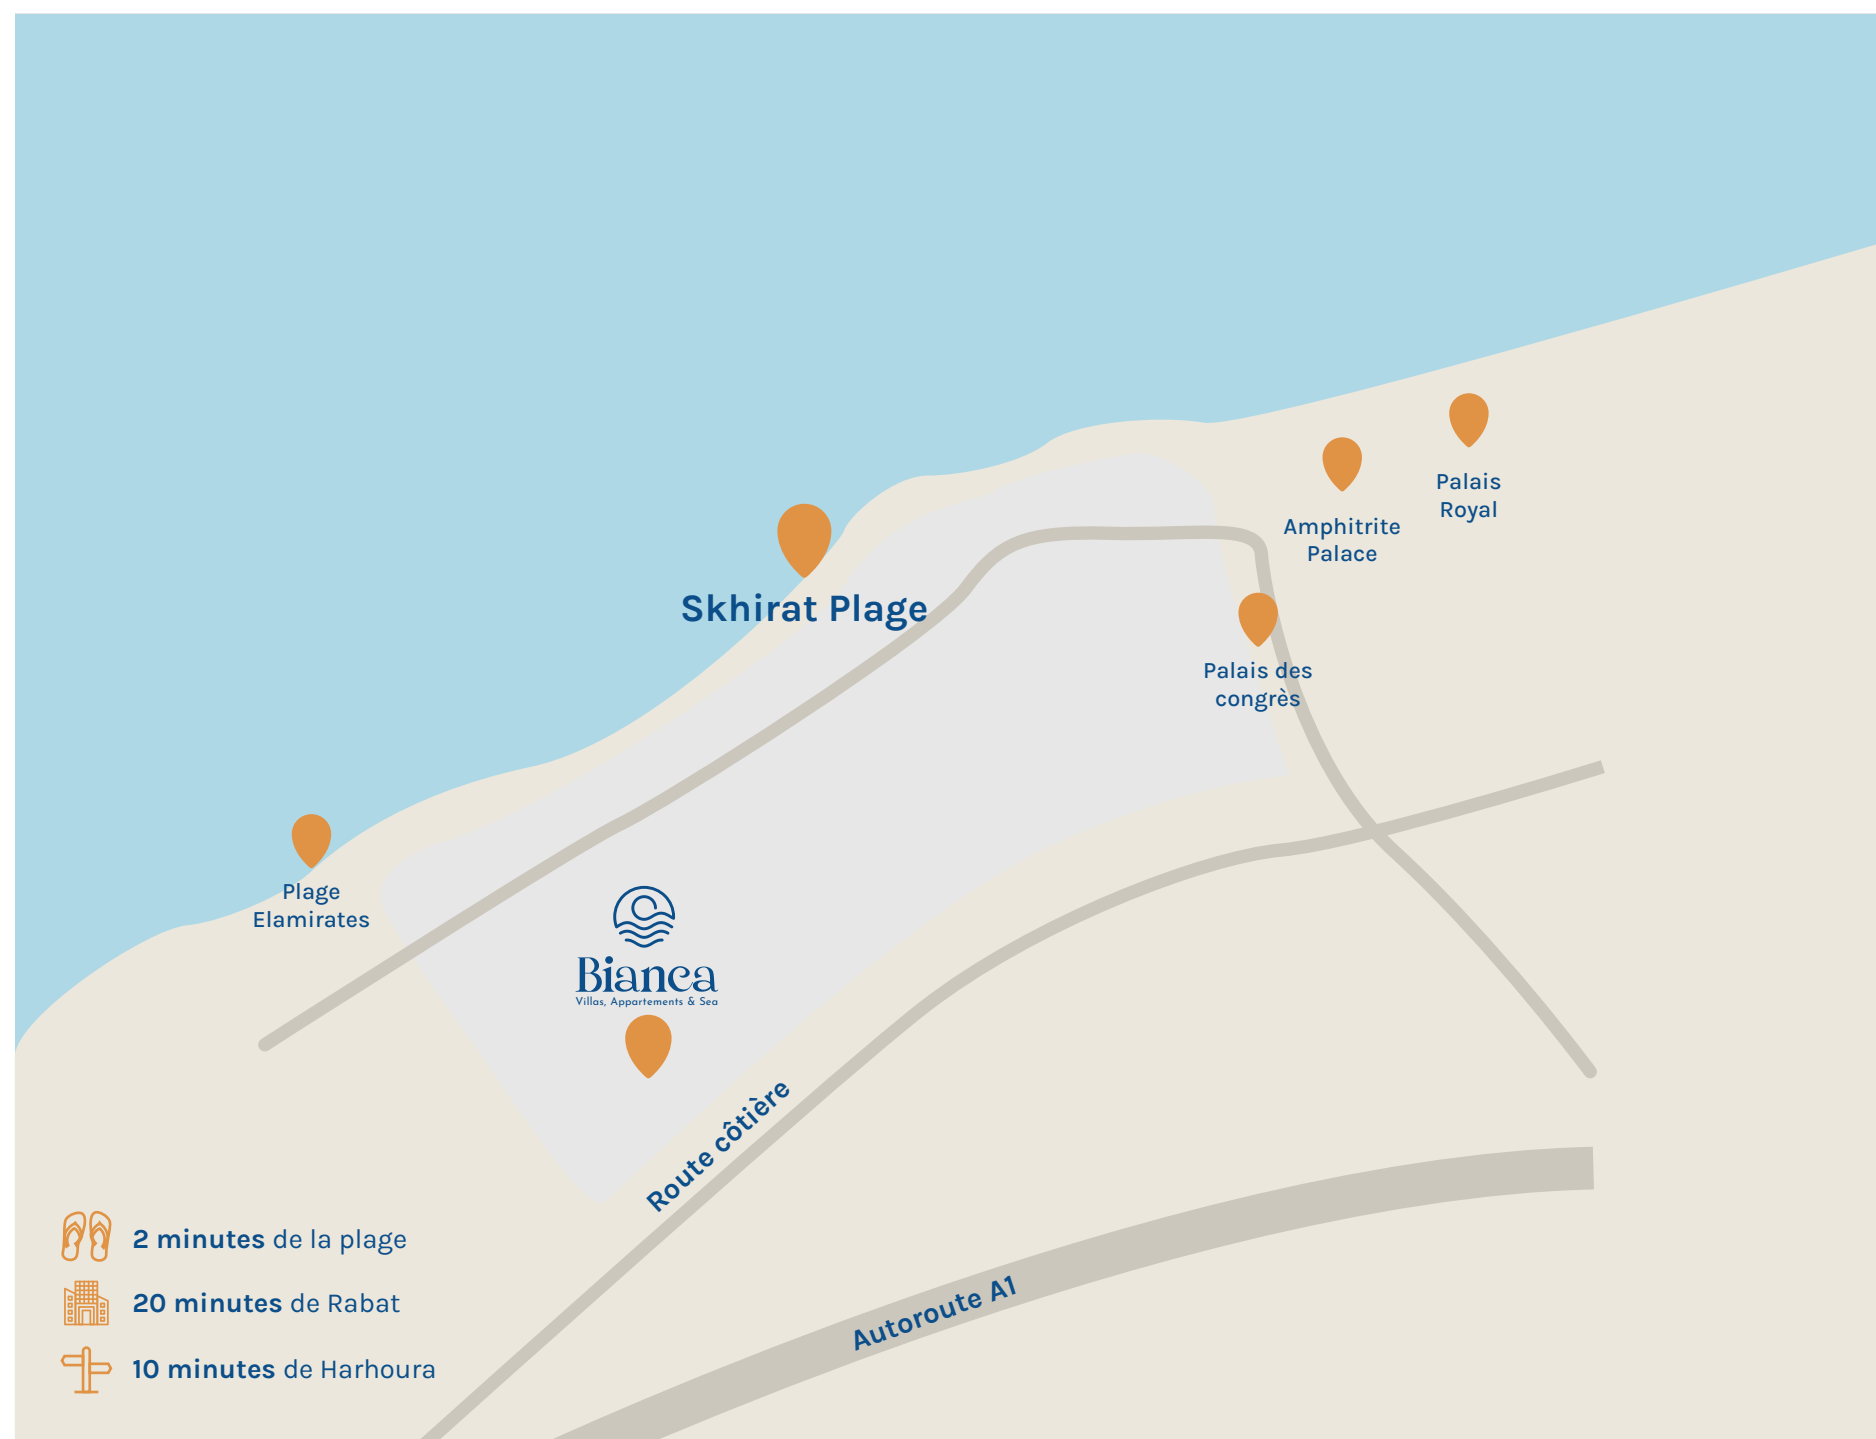 Palais
Royal
Amphitrite
Palace
Skhirat Plage
Palais des
congrès
Plage
Elamirates
Bianca
Villas, Appartements & Sea
Route côtière
Autoroute A1
2 minutes de la plage
20 minutes de Rabat
10 minutes de Harhoura